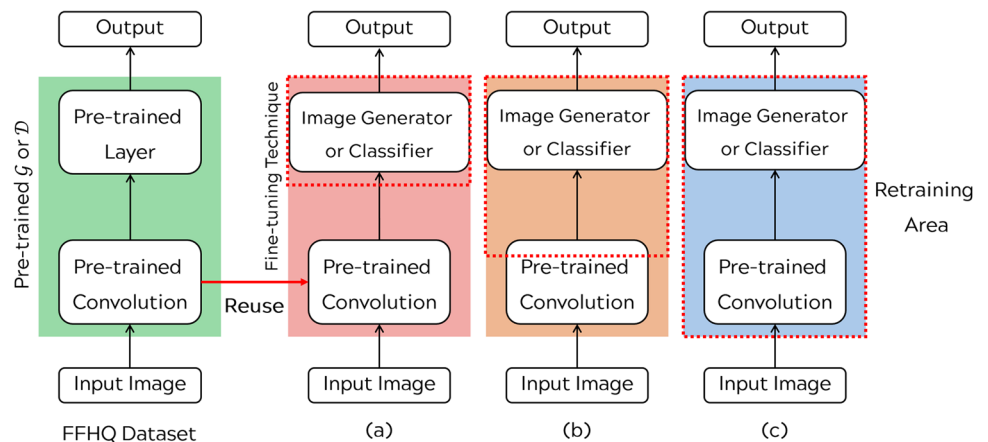 Output
Output
Output
Output
Pre-trained 𝒢 or 𝒟
Pre-trained
Layer
Fine-tuning Technique
Image Generator
or Classifier
Image Generator
or Classifier
Image Generator
or Classifier
Retraining
Area
Pre-trained
Convolution
Reuse
Pre-trained
Convolution
Pre-trained
Convolution
Pre-trained
Convolution
Input Image
Input Image
Input Image
Input Image
FFHQ Dataset
(a)
(b)
(c)